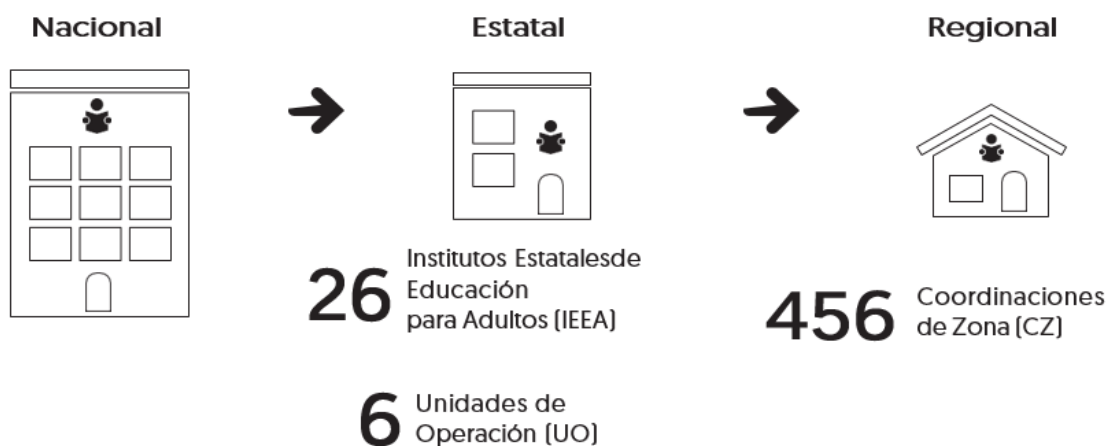 Nacional
Estatal
Regional
26
Institutos Estatalesde
Educación
para Adultos (IEEA)
6
Unidades de
Operación (UO)
456
Coordinaciones
de Zona (CZ)